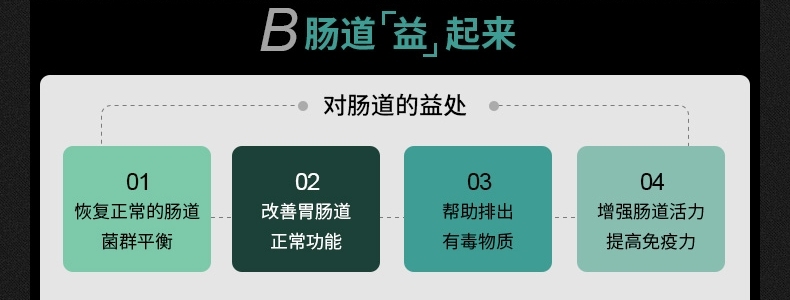 B肠道「益」起来
对肠道的益处
01
恢复正常的肠道
菌群平衡
02
改善胃肠道
正常功能
03
帮助排出
有毒物质
04
增强肠道活力
提高免疫力